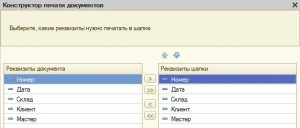 Конструктор печати документов
Выберите, какие реквизиты нужно печатать в шапке
Реквизиты документа
Номер
Дата
Склад
Клиент
Мастер
>
>>
<
<<
Реквизиты шапки
Номер
Дата
Склад
Клиент
Мастер